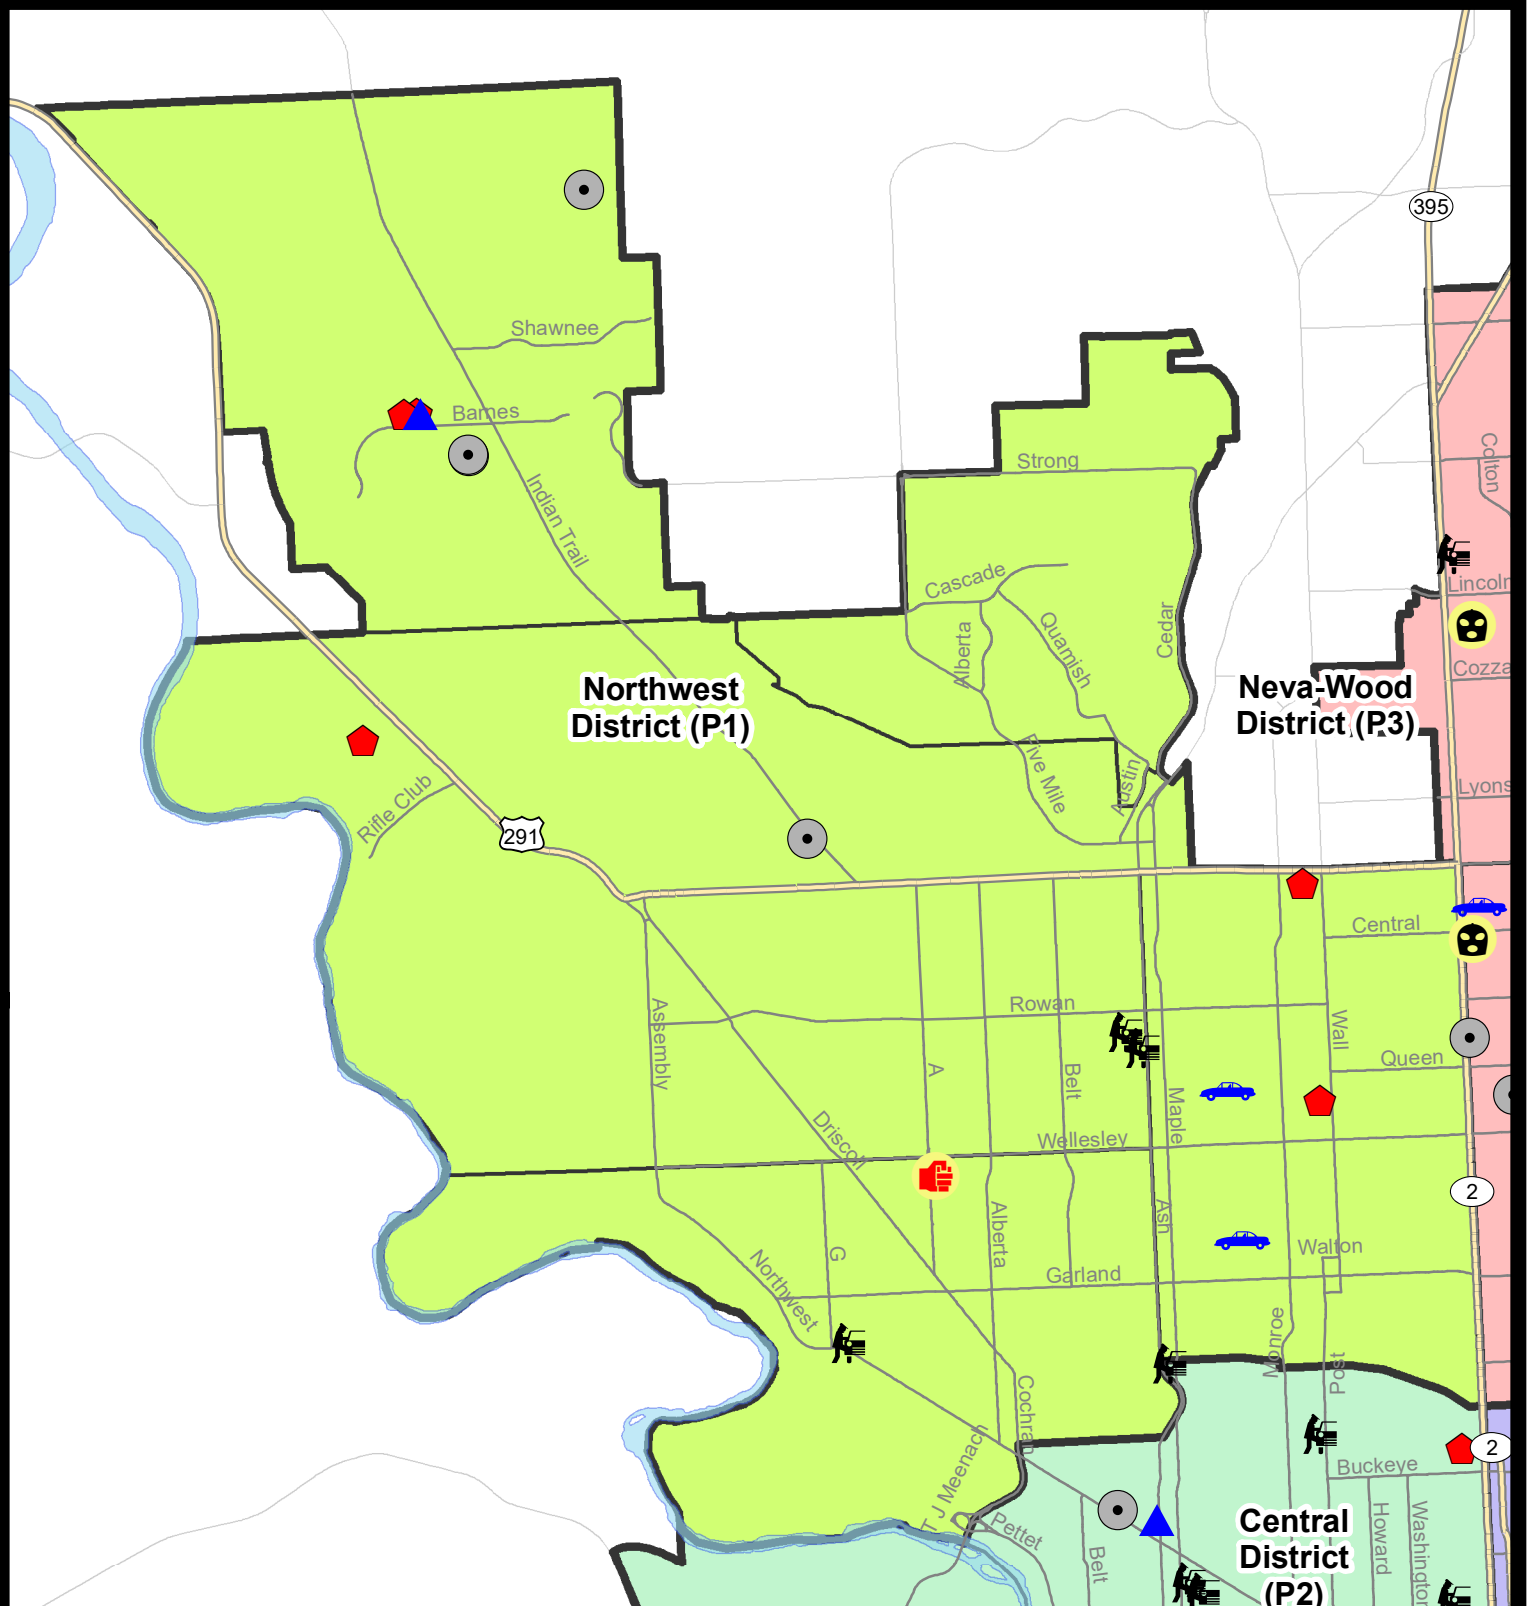 395
Shawnee
Barnes
Colton
Strong
Indian Trail
Cascade
Lincoln
Alberta
Quamish
Cedar
Cozza
Northwest
District (P1)
Neva-Wood
District (P3)
Five Mile
Austin
Lyons
Rifle Club
291
Central
Assembly
Rowan
Wall
Queen
A
Belt
Maple
Driscoll
Wellesley
2
Ash
Alberta
G
Northwest
Walton
Garland
Monroe
Post
Cochran
T J Meenach
2
Buckeye
Pettet
Belt
Howard
Washington
Central
District
(P2)